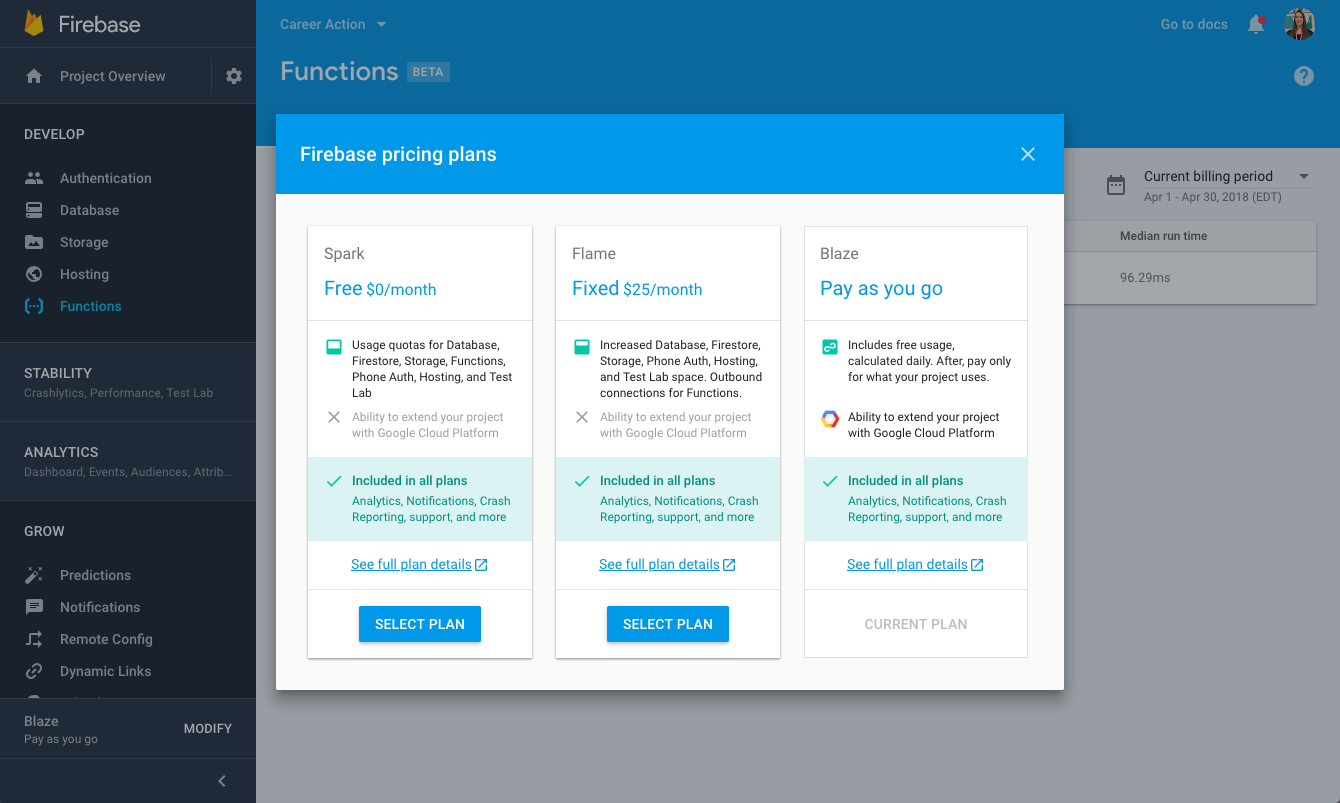 Firebase
Career Action
Go to docs
Project Overview
Functions BETA
DEVELOP
Authentication
Database
Storage
Hosting
Functions
STABILITY
Crashlytics, Performance, Test Lab
ANALYTICS
Dashboard, Events, Audiences, Attrib...
GROW
Predictions
Notifications
Remote Config
Dynamic Links
Blaze
Pay as you go
MODIFY
Firebase pricing plans
Current billing period
Apr 1 - Apr 30, 2018 (EDT)
Median run time
96.29ms
Spark
Free $0/month
Usage quotas for Database,
Firestore, Storage, Functions,
Phone Auth, Hosting, and Test
Lab
Ability to extend your project
with Google Cloud Platform
Included in all plans
Analytics, Notifications, Crash
Reporting, support, and more
See full plan details
SELECT PLAN
Flame
Fixed $25/month
Increased Database, Firestore,
Storage, Phone Auth, Hosting,
and Test Lab space. Outbound
connections for Functions.
Ability to extend your project
with Google Cloud Platform
Included in all plans
Analytics, Notifications, Crash
Reporting, support, and more
See full plan details
SELECT PLAN
Blaze
Pay as you go
Includes free usage,
calculated daily. After, pay only
for what your project uses.
Ability to extend your project
with Google Cloud Platform
Included in all plans
Analytics, Notifications, Crash
Reporting, support, and more
See full plan details
CURRENT PLAN